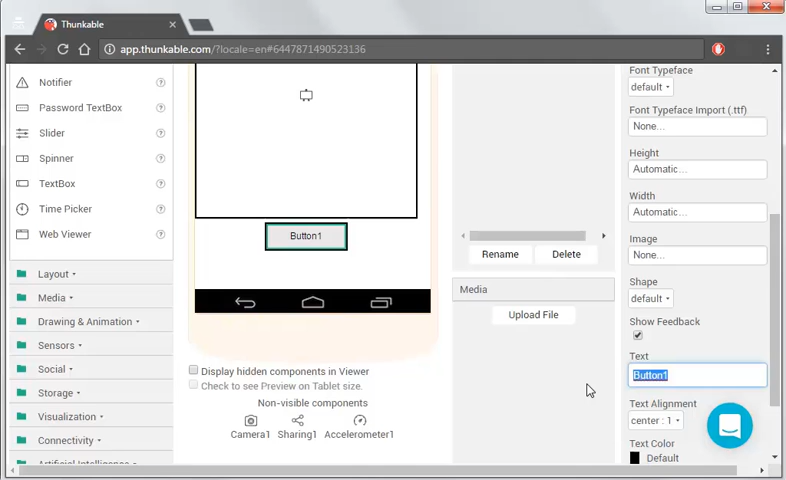 Thunkable
app.thunkable.com/?locale=en#6447871490523136
Notifier
Password TextBox
Slider
Spinner
TextBox
Time Picker
Web Viewer
Layout
Media
Drawing & Animation
Sensors
Social
Storage
Visualization
Connectivity
Artificial Intelligence
Button1
Display hidden components in Viewer
Check to see Preview on Tablet size.
Non-visible components
Camera1 Sharing1 Accelerometer1
Rename Delete
Media
Upload File
Font Typeface
default
Font Typeface Import (.ttf)
None...
Height
Automatic...
Width
Automatic...
Image
None...
Shape
default
Show Feedback
Text
Button1
Text Alignment
center : 1
Text Color
Default